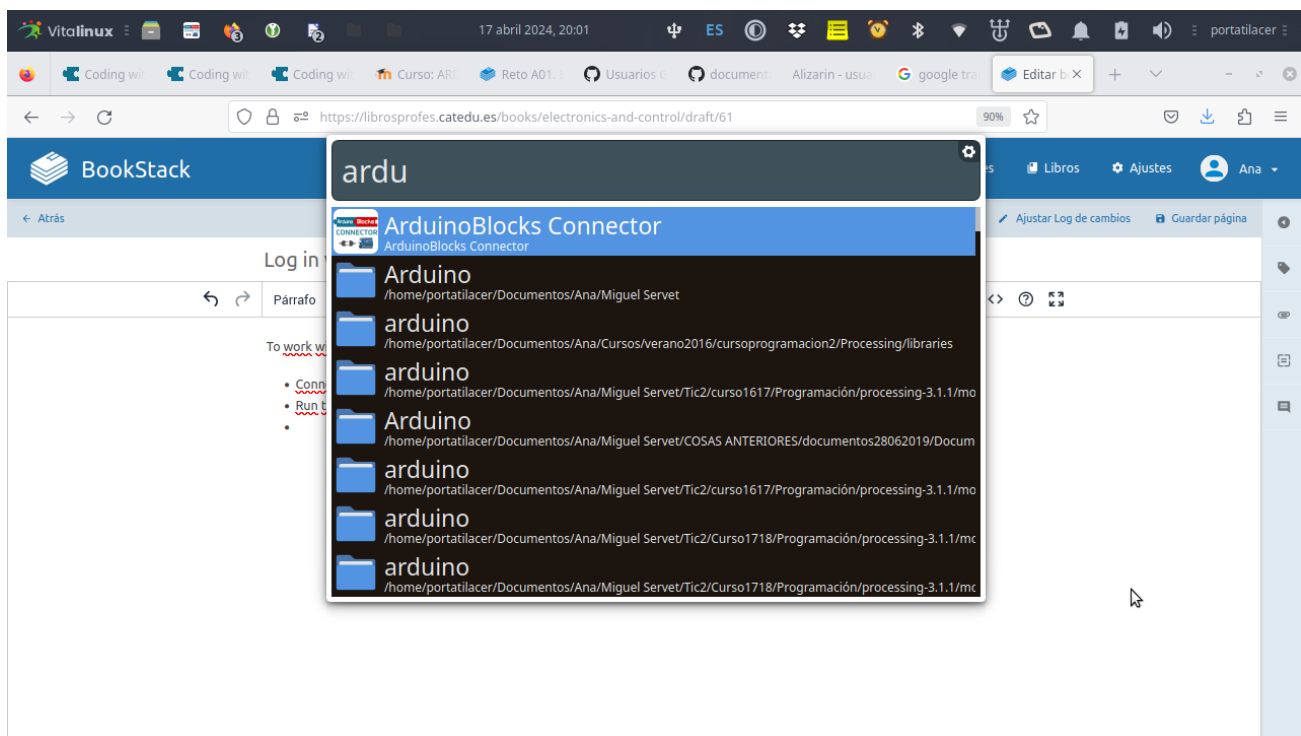 Vitalinux
17 abril 2024, 20:01
ES
portatilacer
Coding wi
Coding wi
Coding wi
Curso: ARD
Reto A01.
Usuarios G
document
Alizarin - usua
google tra
Editar b
https://librosprofes.catedu.es/books/electronics-and-control/draft/61
90%
BookStack
ardu
es
Libros
Ajustes
Ana
← Atrás
Ajustar Log de cambios
Guardar página
Log in
Párrafo
To work wi
• Conn
• Run t
•
Arduino Blocks
CONNECTOR
ArduinoBlocks Connector
ArduinoBlocks Connector
Arduino
/home/portatilacer/Documentos/Ana/Miguel Servet
arduino
/home/portatilacer/Documentos/Ana/Cursos/verano2016/cursoprogramacion2/Processing/libraries
arduino
/home/portatilacer/Documentos/Ana/Miguel Servet/Tic2/curso1617/Programación/processing-3.1.1/mo
Arduino
/home/portatilacer/Documentos/Ana/Miguel Servet/COSAS ANTERIORES/documentos28062019/Docum
arduino
/home/portatilacer/Documentos/Ana/Miguel Servet/Tic2/curso1617/Programación/processing-3.1.1/mo
arduino
/home/portatilacer/Documentos/Ana/Miguel Servet/Tic2/Curso1718/Programación/processing-3.1.1/mc
arduino
/home/portatilacer/Documentos/Ana/Miguel Servet/Tic2/Curso1718/Programación/processing-3.1.1/mc